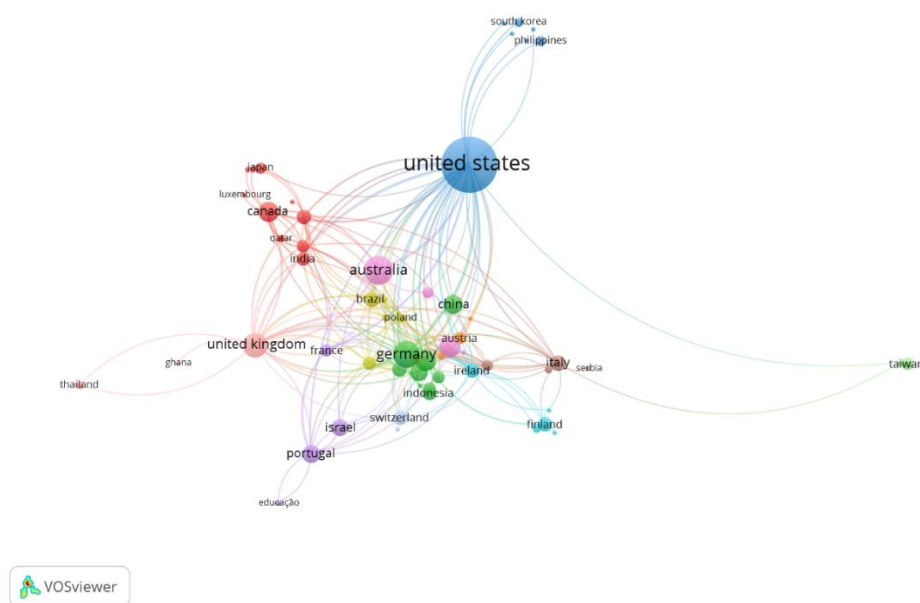 south korea
philippines
united states
japan
luxembourg
canada
qatar
india
australia
brazil
china
poland
united kingdom
france
germany
austria
ghana
ireland
italy
serbia
taiwan
thailand
indonesia
switzerland
israel
finland
portugal
educação
VOSviewer